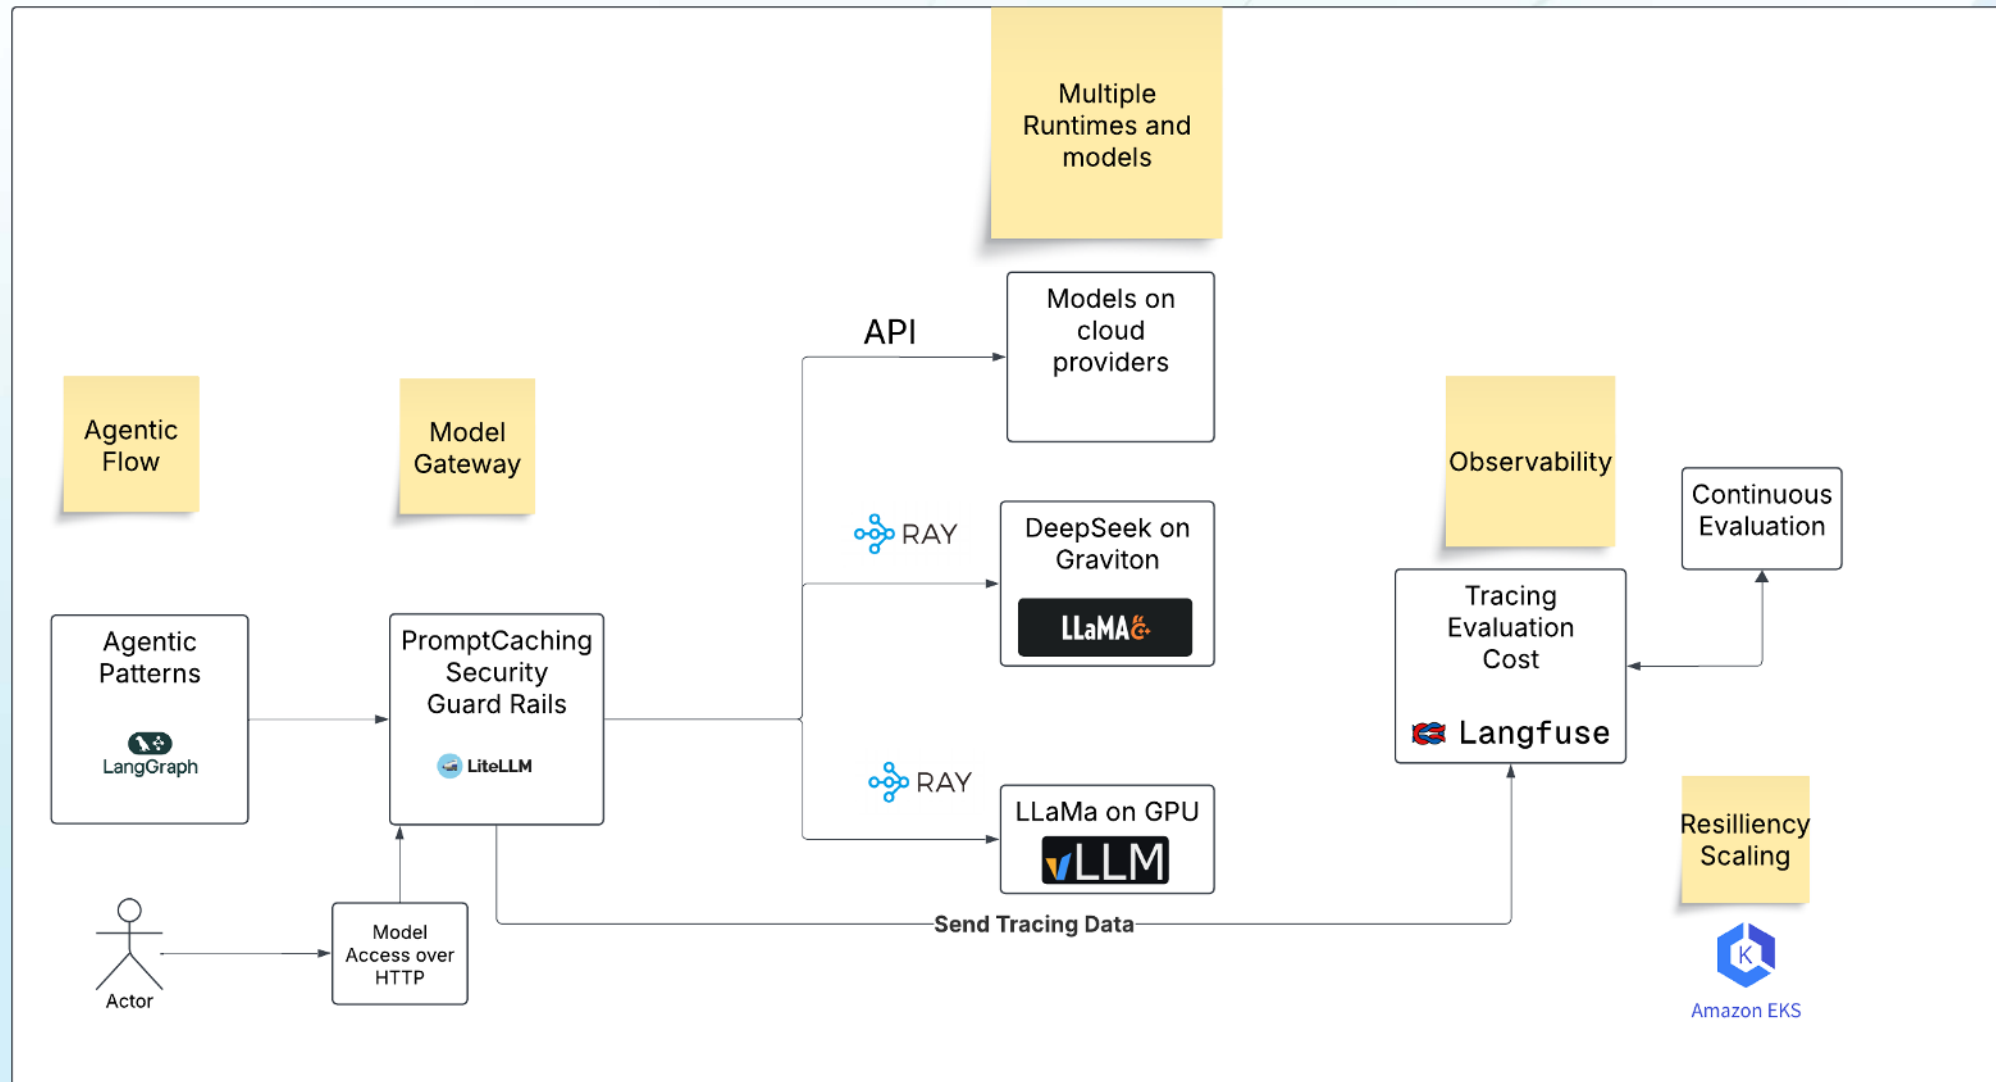 Multiple
Runtimes and
models
Models on
cloud
providers
API
Agentic
Flow
Model
Gateway
Observability
Continuous
Evaluation
RAY
DeepSeek on
Graviton
LLaMA C++
Agentic
Patterns
LangGraph
PromptCaching
Security
Guard Rails
LiteLLM
Tracing
Evaluation
Cost
Langfuse
RAY
LLaMa on GPU
vLLM
Resilliency
Scaling
Send Tracing Data
Model
Access over
HTTP
Actor
K
Amazon EKS